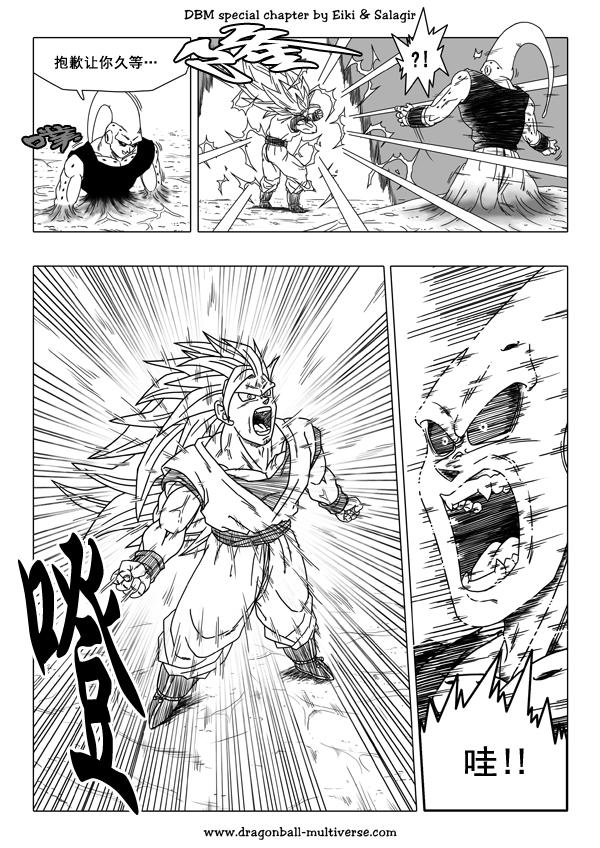 DBM special chapter by Eiki & Salagir
抱歉让你久等…
?!
哇!!
www.dragonball-multiverse.com